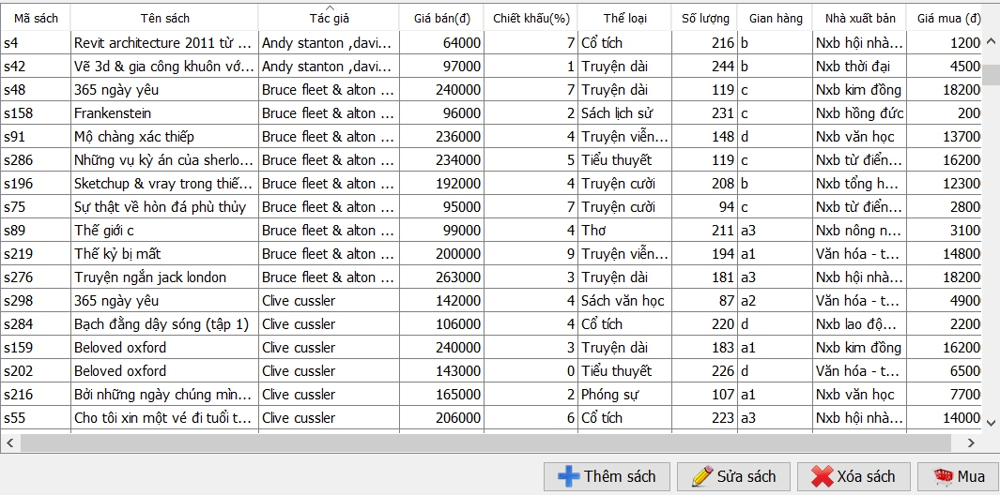 Mã sách Tên sách Tác giả Giá bán(đ) Chiết khấu(%) Thể loại Số lượng Gian hàng Nhà xuất bản Giá mua (đ)
s4 Revit architecture 2011 từ ... Andy stanton ,davi... 64000 7 Cổ tích 216 b Nxb hội nhà... 1200
s42 Vẽ 3d & gia công khuôn vớ... Andy stanton ,davi... 97000 1 Truyện dài 244 b Nxb thời đại 4500
s48 365 ngày yêu Bruce fleet & alton ... 240000 7 Truyện dài 119 c Nxb kim đồng 18200
s158 Frankenstein Bruce fleet & alton ... 96000 2 Sách lịch sử 231 c Nxb hồng đức 200
s91 Mộ chàng xác thiếp Bruce fleet & alton ... 236000 4 Truyện viễn... 148 d Nxb văn học 13700
s286 Những vụ kỳ án của sherlo... Bruce fleet & alton ... 234000 5 Tiểu thuyết 119 c Nxb từ điển... 16200
s196 Sketchup & vray trong thiế... Bruce fleet & alton ... 192000 4 Truyện cười 208 b Nxb tổng h... 12300
s75 Sự thật về hòn đá phù thủy Bruce fleet & alton ... 95000 7 Truyện cười 94 c Nxb từ điển... 2800
s89 Thế giới c Bruce fleet & alton ... 99000 4 Thơ 211 a3 Nxb nông n... 3100
s219 Thế kỷ bị mất Bruce fleet & alton ... 200000 9 Truyện viễn... 194 a1 Văn hóa - t... 14800
s276 Truyện ngắn jack london Bruce fleet & alton ... 263000 3 Truyện dài 181 a3 Nxb hội nhà... 18200
s298 365 ngày yêu Clive cussler 142000 4 Sách văn học 87 a2 Văn hóa - t... 4900
s284 Bạch đằng dậy sóng (tập 1) Clive cussler 106000 4 Cổ tích 220 d Nxb lao độ... 2200
s159 Beloved oxford Clive cussler 240000 3 Truyện dài 183 a1 Nxb kim đồng 16200
s202 Beloved oxford Clive cussler 143000 0 Tiểu thuyết 226 d Văn hóa - t... 6500
s216 Bởi những ngày chúng mìn... Clive cussler 165000 2 Phóng sự 107 a1 Nxb văn học 7700
s55 Cho tôi xin một vé đi tuổi t... Clive cussler 206000 6 Cổ tích 223 a3 Nxb hội nhà... 14000
Thêm sách Sửa sách Xóa sách Mua